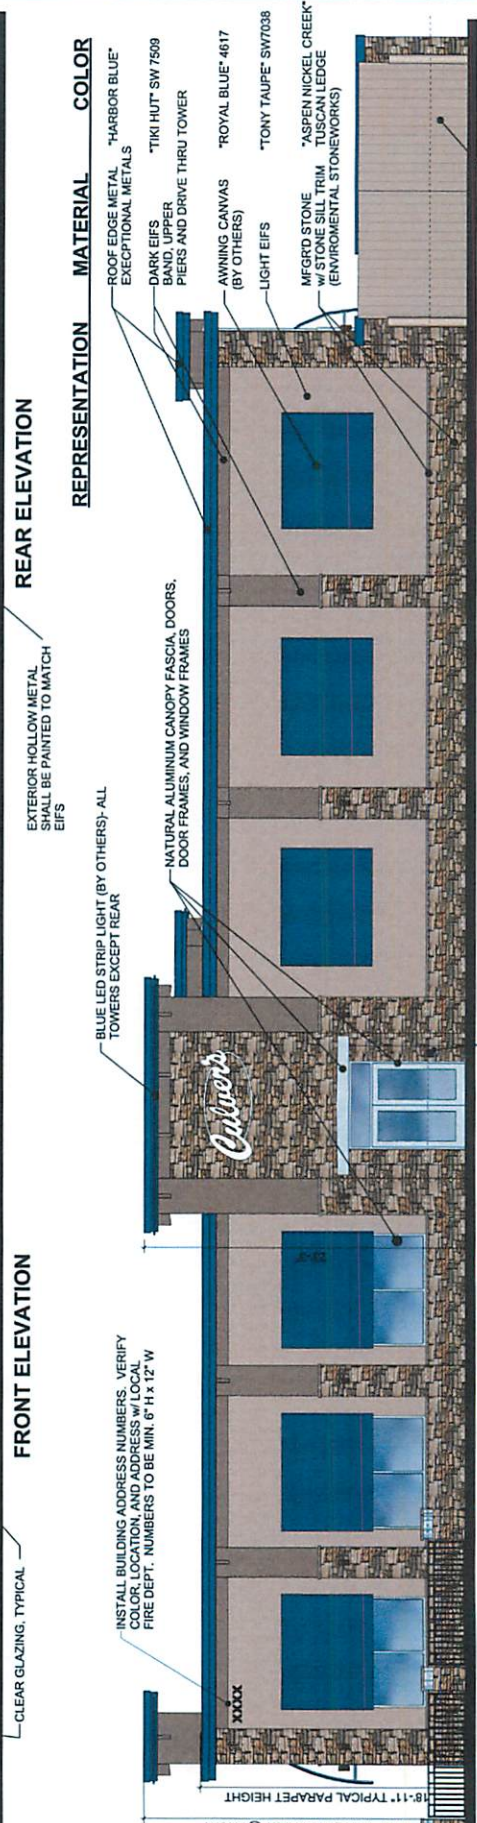 CLEAR GLAZING, TYPICAL
FRONT ELEVATION
REAR ELEVATION
EXTERIOR HOLLOW METAL
SHALL BE PAINTED TO MATCH
EIFS
REPRESENTATION MATERIAL COLOR
ROOF EDGE METAL "HARBOR BLUE"
EXECPTIONAL METALS
DARK EIFS "TIKI HUT" SW 7509
BAND, UPPER
PIERS AND DRIVE THRU TOWER
AWNING CANVAS "ROYAL BLUE" 4617
(BY OTHERS)
LIGHT EIFS "TONY TAUPE" SW7038
MFGR'D STONE "ASPEN NICKEL CREEK"
w/ STONE SILL TRIM TUSCAN LEDGE
(ENVIROMENTAL STONEWORKS)
BLUE LED STRIP LIGHT (BY OTHERS)- ALL
TOWERS EXCEPT REAR
NATURAL ALUMINUM CANOPY FASCIA, DOORS,
DOOR FRAMES, AND WINDOW FRAMES
INSTALL BUILDING ADDRESS NUMBERS. VERIFY
COLOR, LOCATION, AND ADDRESS w/ LOCAL
FIRE DEPT. NUMBERS TO BE MIN. 6" H x 12" W
XXXX
Culver's
18'-11" TYPICAL PARAPET HEIGHT